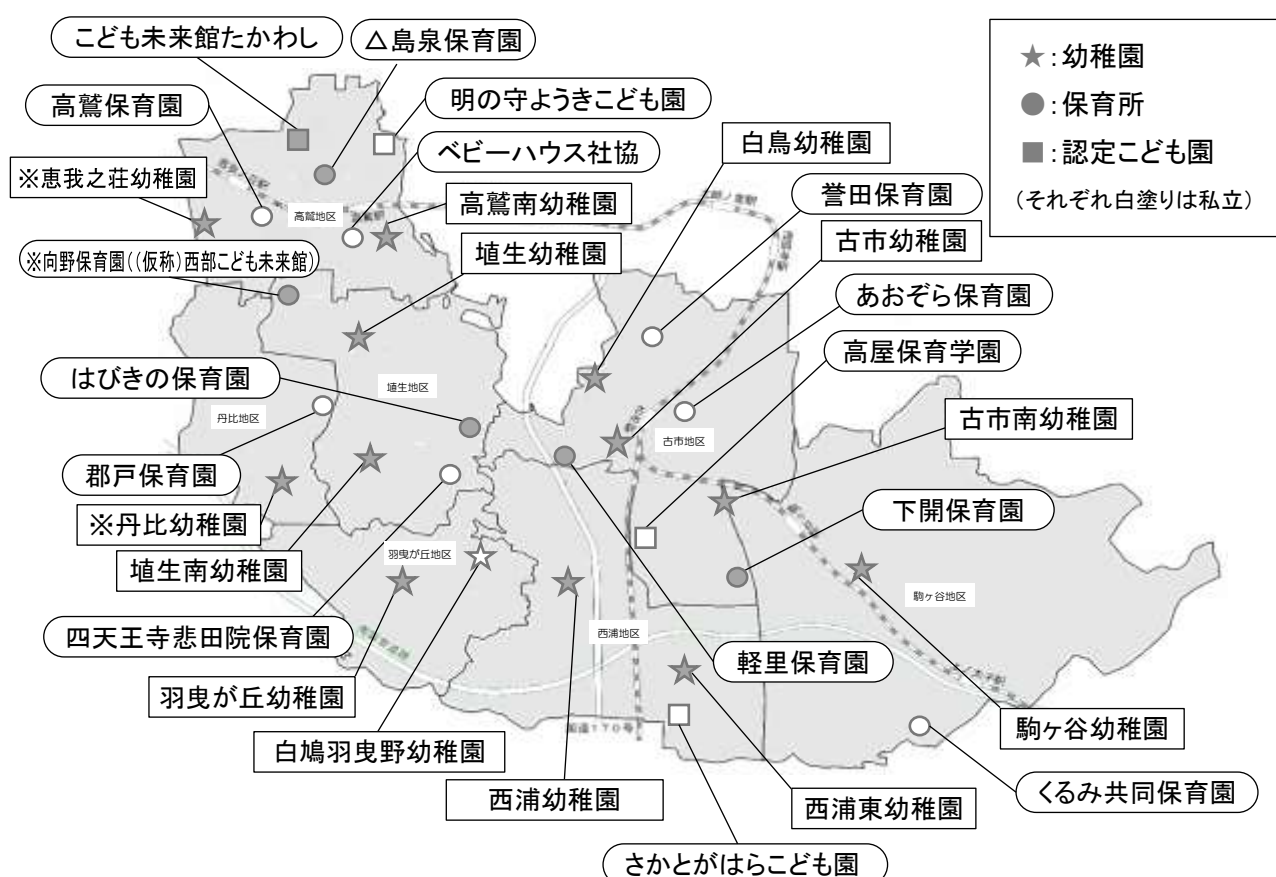 こども未来館たかわし
△島泉保育園
★：幼稚園
●：保育所
■：認定こども園
（それぞれ白塗りは私立）
高鷲保育園
明の守ようきこども園
白鳥幼稚園
ベビーハウス社協
※恵我之荘幼稚園
誉田保育園
高鷲南幼稚園
高鷲地区
古市幼稚園
※向野保育園（（仮称）西部こども未来館）
埴生幼稚園
あおぞら保育園
高屋保育学園
はびきの保育園
埴生地区
丹比地区
古市地区
古市南幼稚園
郡戸保育園
下開保育園
※丹比幼稚園
埴生南幼稚園
羽曳が丘地区
駒ヶ谷地区
四天王寺悲田院保育園
西浦地区
軽里保育園
羽曳が丘幼稚園
駒ヶ谷幼稚園
白鳩羽曳野幼稚園
国道１７０号
西浦幼稚園
西浦東幼稚園
くるみ共同保育園
さかとがはらこども園